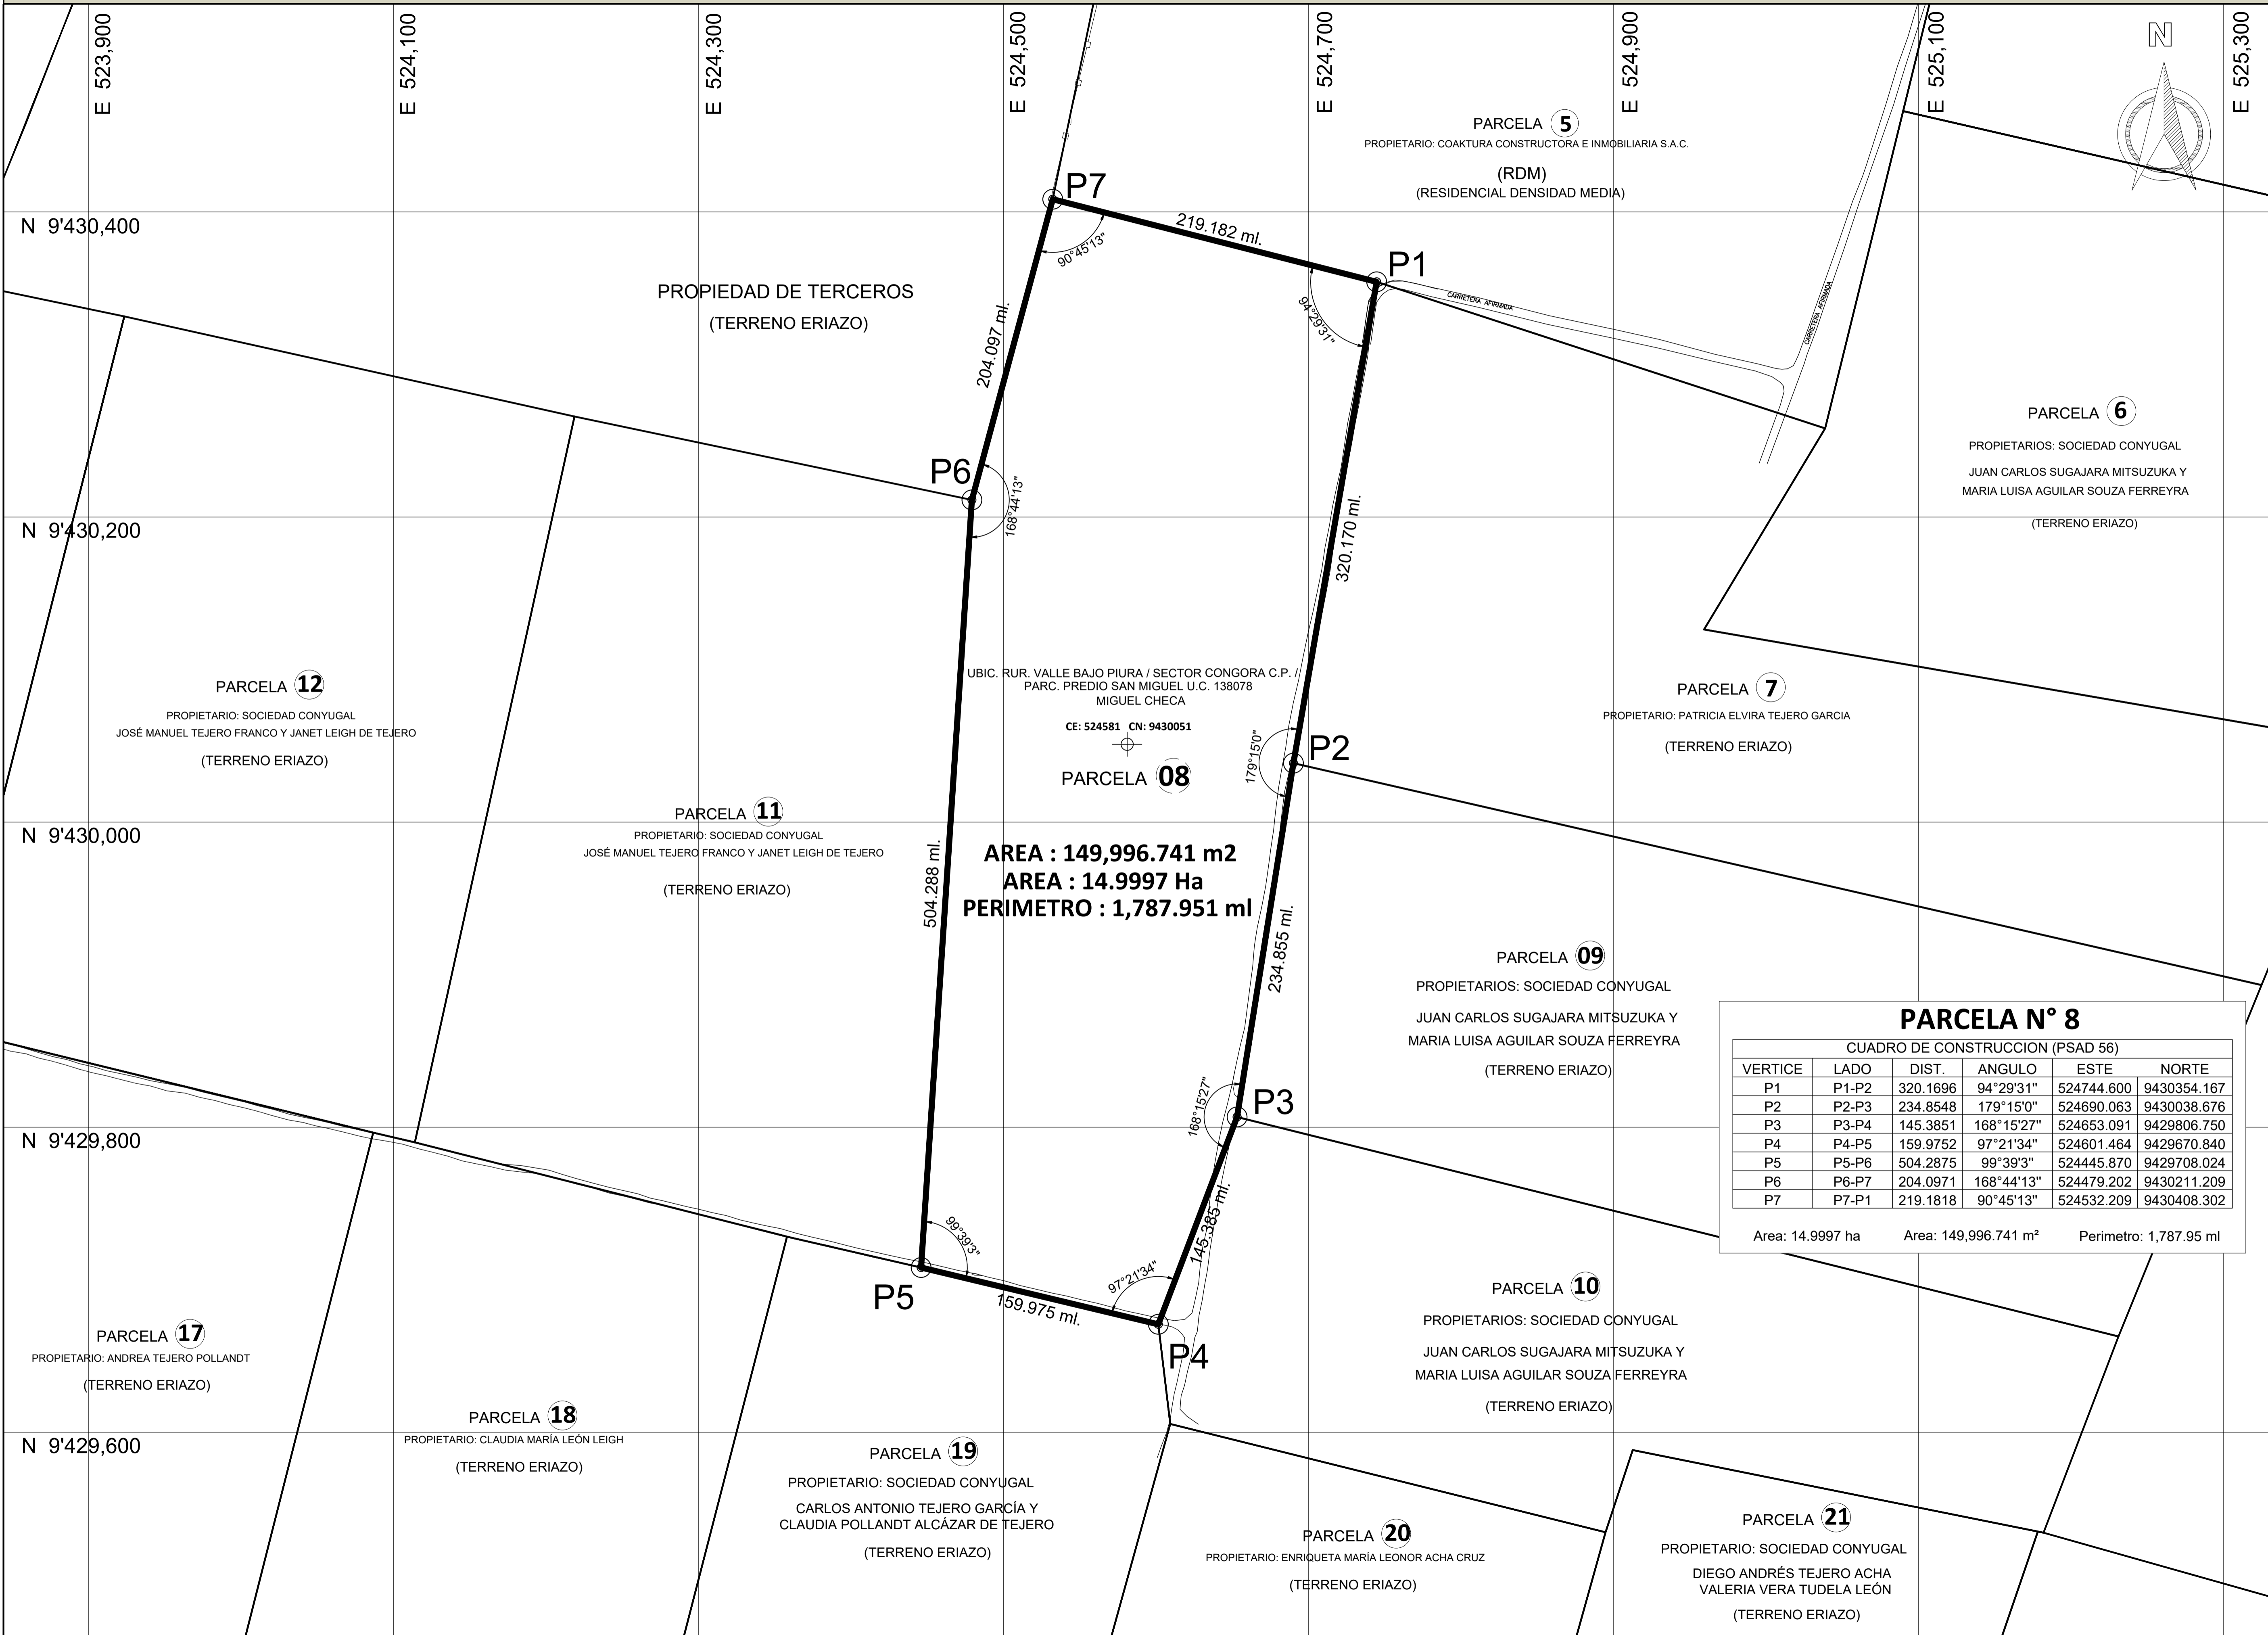 E 523,900
E 524,100
E 524,300
E 524,500
E 524,700
E 524,900
E 525,100
E 525,300
N
PARCELA 5
PROPIETARIO: COAKTURA CONSTRUCTORA E INMOBILIARIA S.A.C.
(RDM)
(RESIDENCIAL DENSIDAD MEDIA)
P7
N 9'430,400
219.182 ml.
90°45'13"
P1
CARRETERA AFIRMADA
CARRETERA AFIRMADA
94°29'31"
PROPIEDAD DE TERCEROS
(TERRENO ERIAZO)
204.097 ml.
PARCELA 6
PROPIETARIOS: SOCIEDAD CONYUGAL
JUAN CARLOS SUGAJARA MITSUZUKA Y
MARIA LUISA AGUILAR SOUZA FERREYRA
(TERRENO ERIAZO)
P6
168°44'13"
N 9'430,200
320.170 ml.
UBIC. RUR. VALLE BAJO PIURA / SECTOR CONGORA C.P. /
PARC. PREDIO SAN MIGUEL U.C. 138078
MIGUEL CHECA
CE: 524581 CN: 9430051
PARCELA 08
PARCELA 12
PROPIETARIO: SOCIEDAD CONYUGAL
JOSÉ MANUEL TEJERO FRANCO Y JANET LEIGH DE TEJERO
(TERRENO ERIAZO)
PARCELA 7
PROPIETARIO: PATRICIA ELVIRA TEJERO GARCIA
(TERRENO ERIAZO)
179°15'0"
P2
PARCELA 11
PROPIETARIO: SOCIEDAD CONYUGAL
JOSÉ MANUEL TEJERO FRANCO Y JANET LEIGH DE TEJERO
(TERRENO ERIAZO)
N 9'430,000
504.288 ml.
AREA : 149,996.741 m2
AREA : 14.9997 Ha
PERIMETRO : 1,787.951 ml
234.855 ml.
PARCELA 09
PROPIETARIOS: SOCIEDAD CONYUGAL
JUAN CARLOS SUGAJARA MITSUZUKA Y
MARIA LUISA AGUILAR SOUZA FERREYRA
(TERRENO ERIAZO)
PARCELA N° 8
CUADRO DE CONSTRUCCION (PSAD 56)
VERTICE LADO DIST. ANGULO ESTE NORTE
P1 P1-P2 320.1696 94°29'31" 524744.600 9430354.167
P2 P2-P3 234.8548 179°15'0" 524690.063 9430038.676
P3 P3-P4 145.3851 168°15'27" 524653.091 9429806.750
P4 P4-P5 159.9752 97°21'34" 524601.464 9429670.840
P5 P5-P6 504.2875 99°39'3" 524445.870 9429708.024
P6 P6-P7 204.0971 168°44'13" 524479.202 9430211.209
P7 P7-P1 219.1818 90°45'13" 524532.209 9430408.302
Area: 14.9997 ha Area: 149,996.741 m² Perimetro: 1,787.95 ml
168°15'27"
P3
N 9'429,800
145.385 ml.
99°39'3"
97°21'34"
P5
159.975 ml.
P4
PARCELA 10
PROPIETARIOS: SOCIEDAD CONYUGAL
JUAN CARLOS SUGAJARA MITSUZUKA Y
MARIA LUISA AGUILAR SOUZA FERREYRA
(TERRENO ERIAZO)
PARCELA 17
PROPIETARIO: ANDREA TEJERO POLLANDT
(TERRENO ERIAZO)
PARCELA 18
PROPIETARIO: CLAUDIA MARÍA LEÓN LEIGH
(TERRENO ERIAZO)
N 9'429,600
PARCELA 19
PROPIETARIO: SOCIEDAD CONYUGAL
CARLOS ANTONIO TEJERO GARCÍA Y
CLAUDIA POLLANDT ALCÁZAR DE TEJERO
(TERRENO ERIAZO)
PARCELA 20
PROPIETARIO: ENRIQUETA MARÍA LEONOR ACHA CRUZ
(TERRENO ERIAZO)
PARCELA 21
PROPIETARIO: SOCIEDAD CONYUGAL
DIEGO ANDRÉS TEJERO ACHA
VALERIA VERA TUDELA LEÓN
(TERRENO ERIAZO)